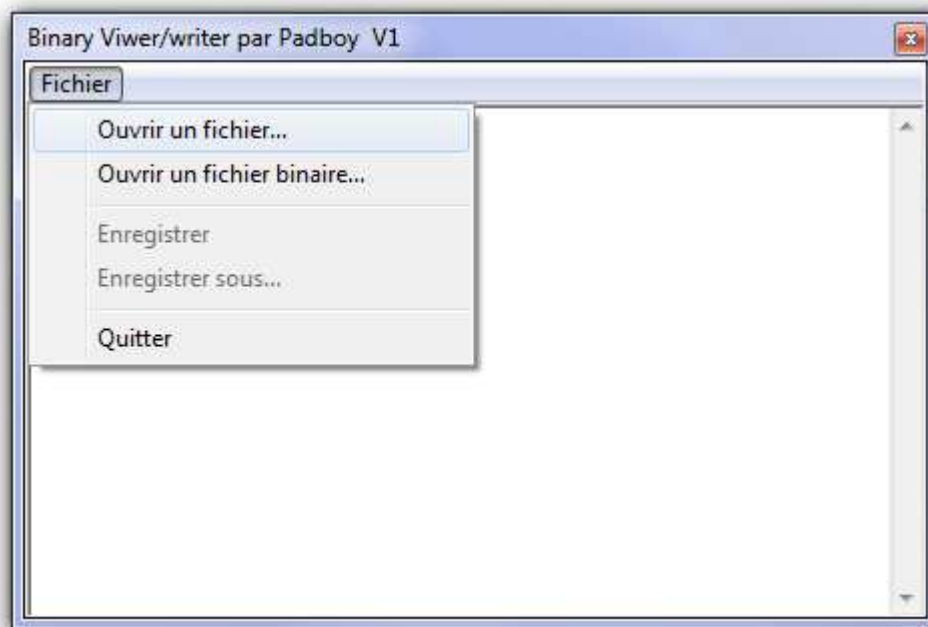 Binary Viwer/writer par Padboy V1
Fichier
Ouvrir un fichier...
Ouvrir un fichier binaire...
Enregistrer
Enregistrer sous...
Quitter